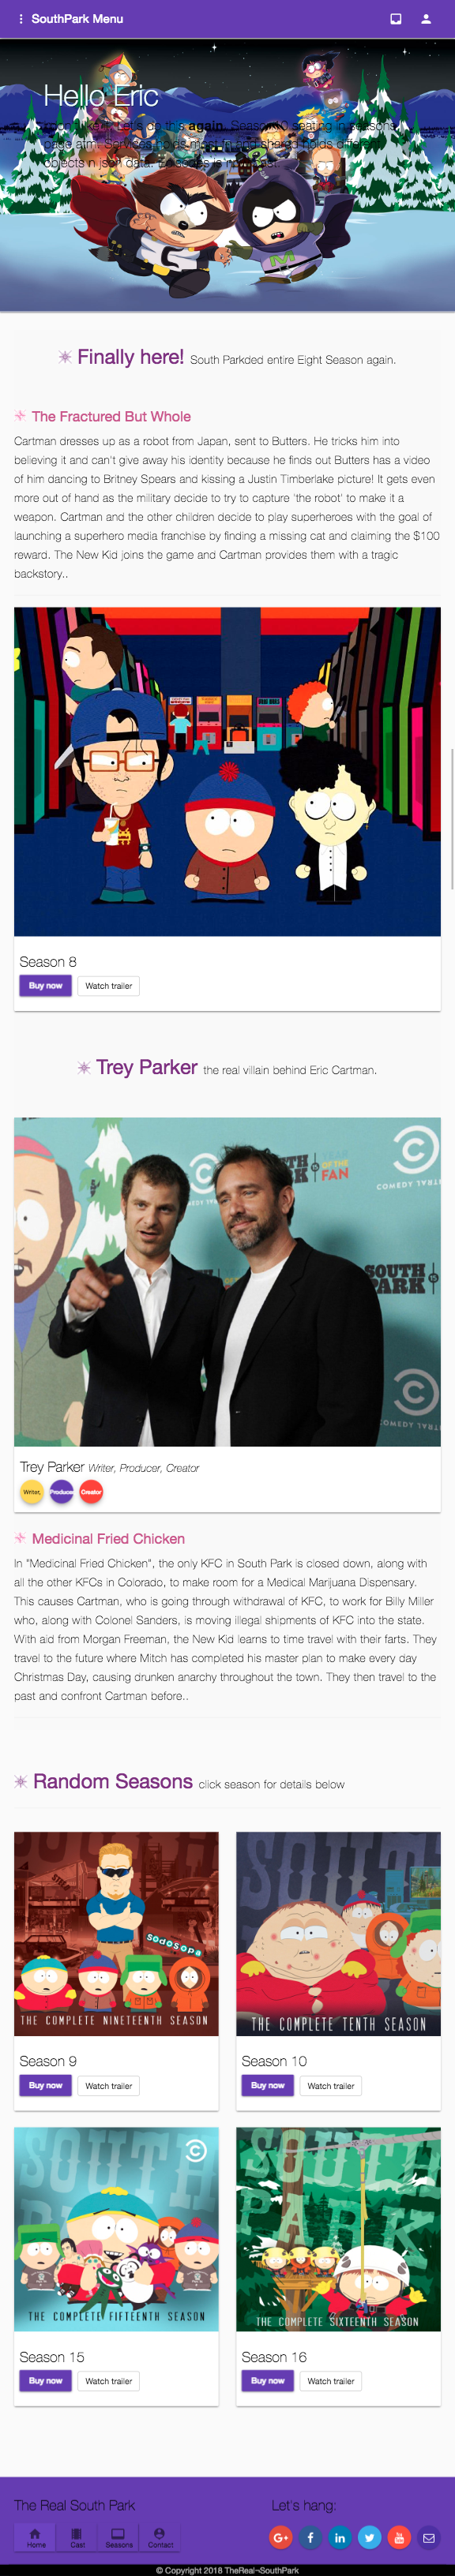 SouthPark Menu
Hello Eric
again. Season
Finally here! South Parkded entire Eight Season again.
The Fractured But Whole
Cartman dresses up as a robot from Japan, sent to Butters. He tricks him into
believing it and can't give away his identity because he finds out Butters has a video
of him dancing to Britney Spears and kissing a Justin Timberlake picture! It gets even
more out of hand as the military decide to try to capture 'the robot' to make it a
weapon. Cartman and the other children decide to play superheroes with the goal of
launching a superhero media franchise by finding a missing cat and claiming the $100
reward. The New Kid joins the game and Cartman provides them with a tragic
backstory..
Season 8
Buy now Watch trailer
Trey Parker the real villain behind Eric Cartman.
YEAR
OF THE
FAN
COMEDY CENTRAL
SOUTH
PARK
Trey Parker Writer, Producer, Creator
Writer, Producer Creator
Medicinal Fried Chicken
In "Medicinal Fried Chicken", the only KFC in South Park is closed down, along with
all the other KFCs in Colorado, to make room for a Medical Marijuana Dispensary.
This causes Cartman, who is going through withdrawal of KFC, to work for Billy Miller
who, along with Colonel Sanders, is moving illegal shipments of KFC into the state.
With aid from Morgan Freeman, the New Kid learns to time travel with their farts. They
travel to the future where Mitch has completed his master plan to make every day
Christmas Day, causing drunken anarchy throughout the town. They then travel to the
past and confront Cartman before..
Random Seasons click season for details below
SODOSOPA
THE COMPLETE NINETEENTH SEASON
THE COMPLETE TENTH SEASON
Season 9
Buy now Watch trailer
Season 10
Buy now Watch trailer
SOUTH
PARK
THE COMPLETE FIFTEENTH SEASON
THE COMPLETE SIXTEENTH SEASON
Season 15
Buy now Watch trailer
Season 16
Buy now Watch trailer
The Real South Park
Let's hang:
Home Cast Seasons Contact
© Copyright 2018 TheReal¬SouthPark